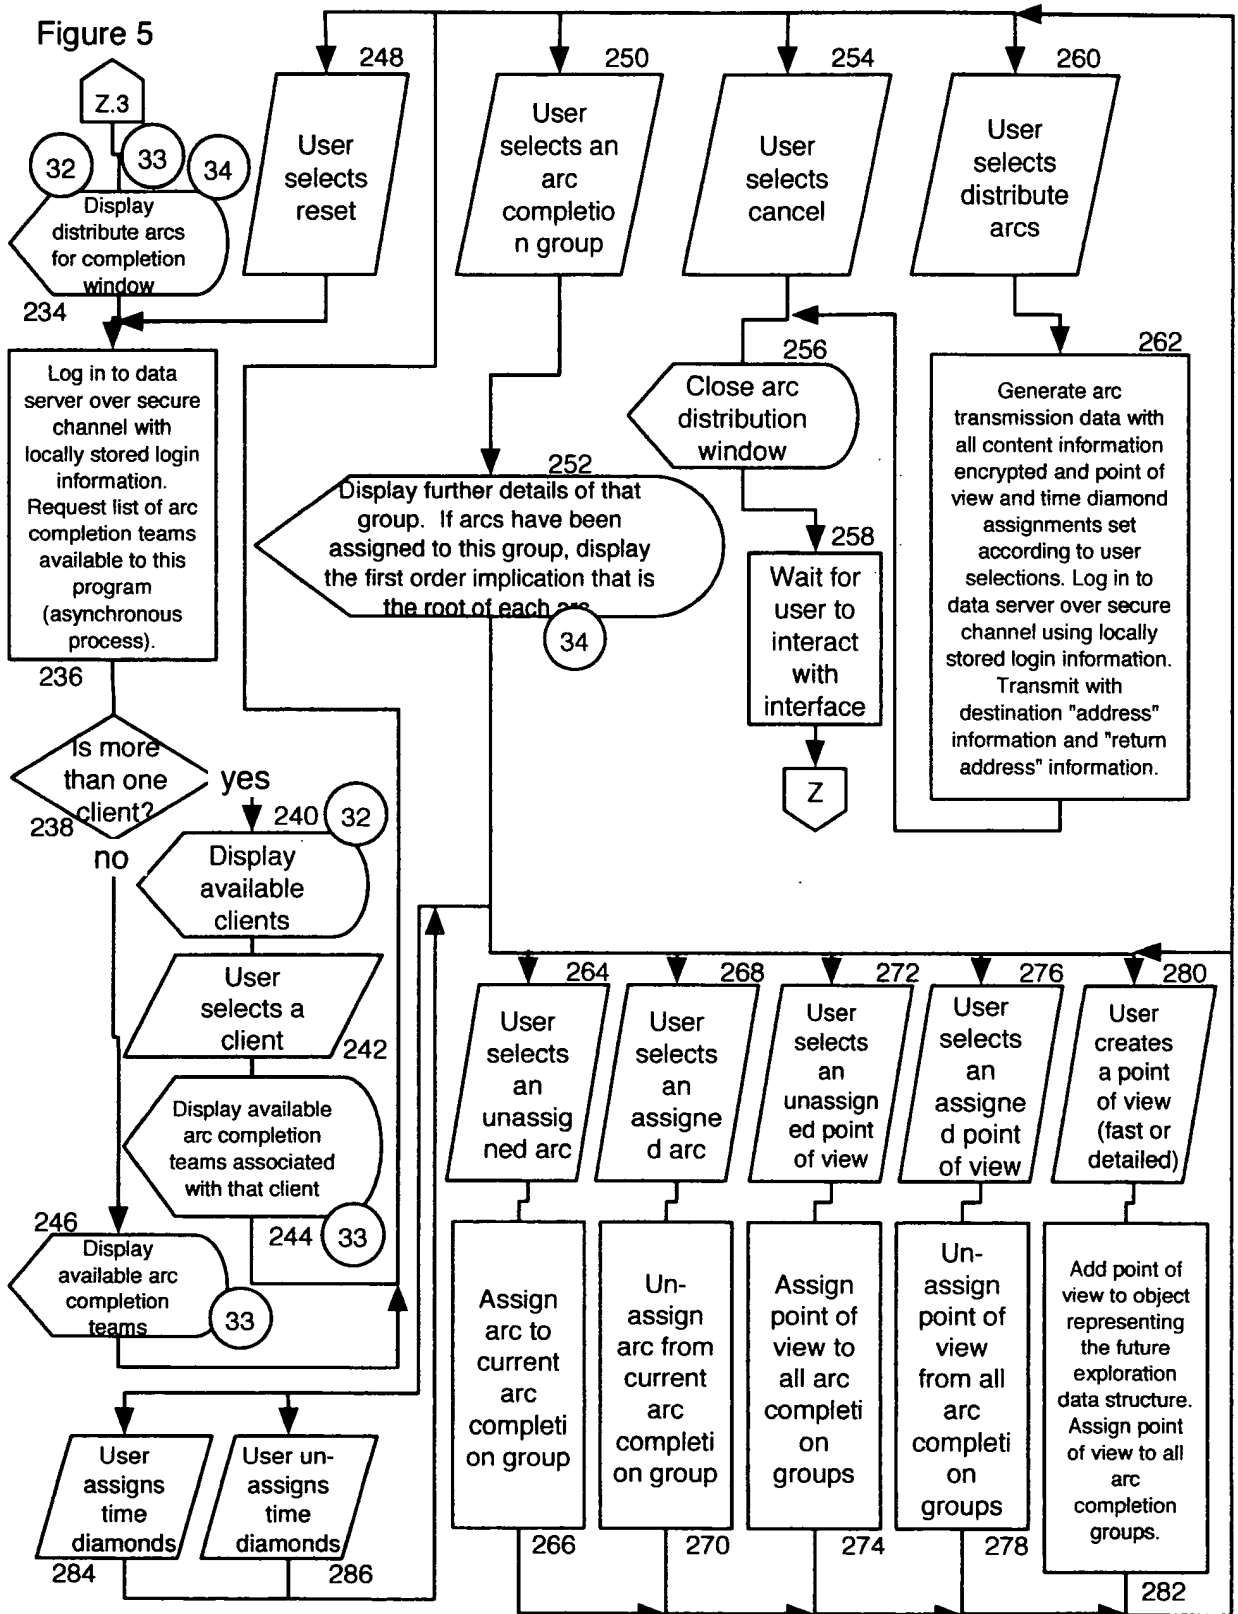 Figure 5
Z.3
32
33
34
Display
distribute arcs
for completion
window
234
248
User
selects
reset
250
User
selects an
arc
completio
n group
254
User
selects
cancel
260
User
selects
distribute
arcs
Log in to data
server over secure
channel with
locally stored login
information.
Request list of arc
completion teams
available to this
program
(asynchronous
process).
236
252
Display further details of that
group. If arcs have been
assigned to this group, display
the first order implication that is
the root of each arc
34
256
Close arc
distribution
window
258
Wait for
user to
interact
with
interface
Z
262
Generate arc
transmission data with
all content information
encrypted and point of
view and time diamond
assignments set
according to user
selections. Log in to
data server over secure
channel using locally
stored login information.
Transmit with
destination "address"
information and "return
address" information.
Is more
than one
client?
238
yes
no
240
32
Display
available
clients
User
selects a
client
242
Display available
arc completion
teams associated
with that client
244
33
246
Display
available arc
completion
teams
33
264
User
selects
an
unassig
ned arc
268
User
selects
an
assigne
d arc
272
User
selects
an
unassign
ed point
of view
276
User
selects
an
assigne
d point
of view
280
User
creates
a point
of view
(fast or
detailed)
Assign
arc to
current
arc
completi
on group
266
Un-
assign
arc from
current
arc
completi
on group
270
Assign
point of
view to
all arc
completi
on
groups
274
Un-
assign
point of
view
from all
arc
completi
on
groups
278
Add point of
view to object
representing
the future
exploration
data structure.
Assign point
of view to all
arc
completion
groups.
282
User
assigns
time
diamonds
284
User un-
assigns
time
diamonds
286